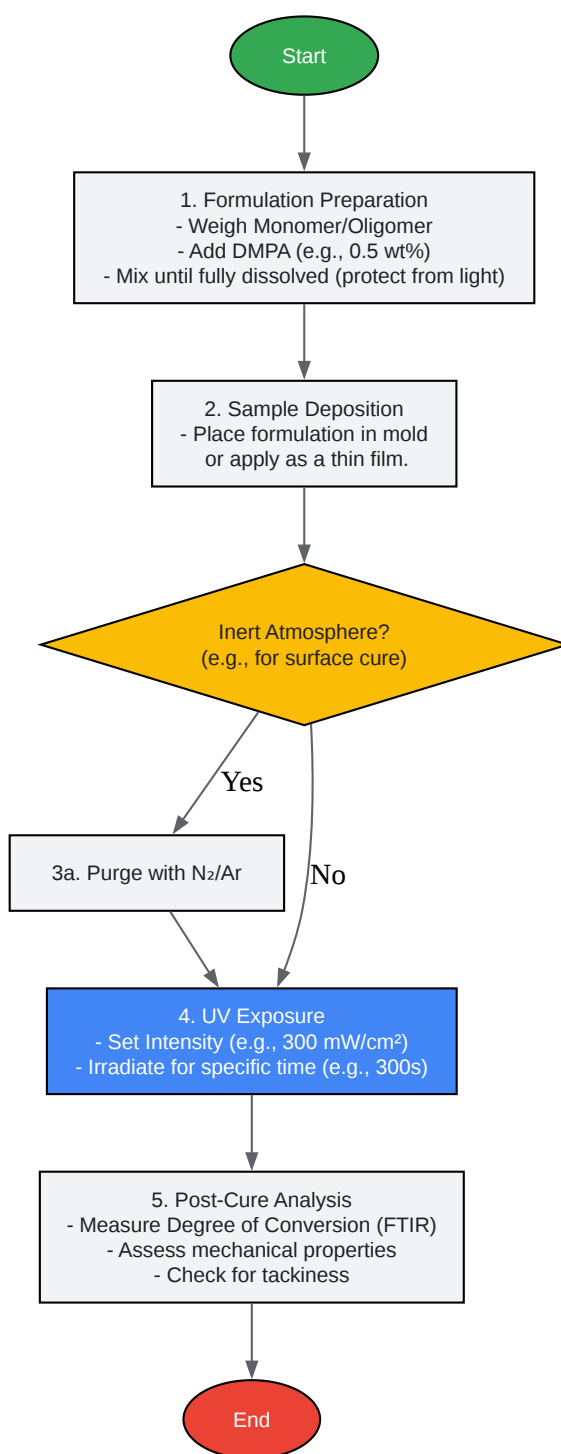 Start
1. Formulation Preparation
- Weigh Monomer/Oligomer
- Add DMPA (e.g., 0.5 wt%)
- Mix until fully dissolved (protect from light)
2. Sample Deposition
- Place formulation in mold
or apply as a thin film.
Inert Atmosphere?
(e.g., for surface cure)
Yes
3a. Purge with N₂/Ar
No
4. UV Exposure
- Set Intensity (e.g., 300 mW/cm²)
- Irradiate for specific time (e.g., 300s)
5. Post-Cure Analysis
- Measure Degree of Conversion (FTIR)
- Assess mechanical properties
- Check for tackiness
End